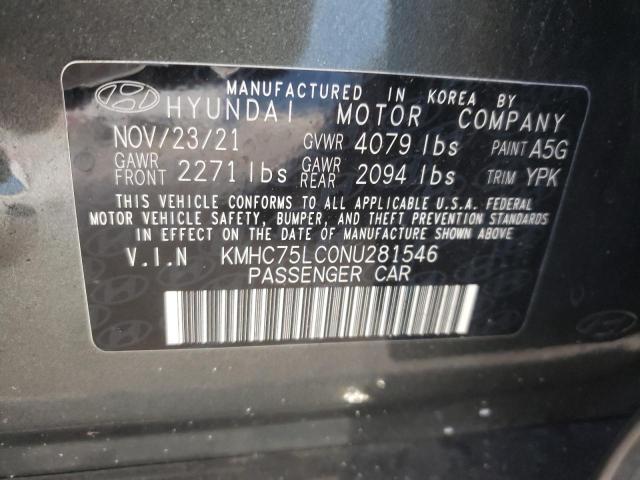 MANUFACTURED IN KOREA BY
HYUNDAI MOTOR COMPANY
NOV/23/21 GVWR 4079 lbs PAINT A5G
GAWR FRONT 2271 lbs GAWR REAR 2094 lbs TRIM YPK
THIS VEHICLE CONFORMS TO ALL APPLICABLE U.S.A. FEDERAL
MOTOR VEHICLE SAFETY, BUMPER, AND THEFT PREVENTION STANDARDS
IN EFFECT ON THE DATE OF MANUFACTURE SHOWN ABOVE
V.I.N KMHC75LC0NU281546
PASSENGER CAR